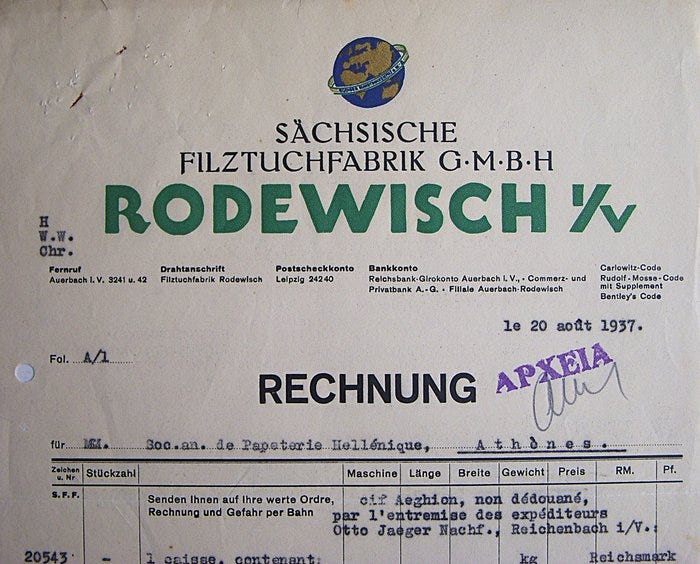 SÄCHSISCHE
FILZTUCHFABRIK G·M·B·H
RODEWISCH I/V
H
W.W.
Chr.
Fernruf
Auerbach I. V. 3241 u. 42
Drahtanschrift
Filztuchfabrik Rodewisch
Postscheckkonto
Leipzig 24240
Bankkonto
Reichsbank-Girokonto Auerbach I. V., · Commerz- und
Privatbank A.-G. · Filiale Auerbach-Rodewisch
Carlowitz-Code
Rudolf-Mosse-Code
mit Supplement
Bentley's Code
le 20 août 1937.
Fol. A/1
RECHNUNG
ΑΡΧΕΙΑ
für MM. Soc.an. de Papeterie Hellénique, Athènes.
Zeichen u. Nr Stückzahl Maschine Länge Breite Gewicht Preis RM. Pf.
S. F. F.
Senden Ihnen auf Ihre werte Ordre,
Rechnung und Gefahr per Bahn
cif Aeghion, non dédouané,
par l'entremise des expéditeurs
Otto Jaeger Nachf., Reichenbach i/V.:
20543 - 1 caisse, contenant: kg Reichsmark